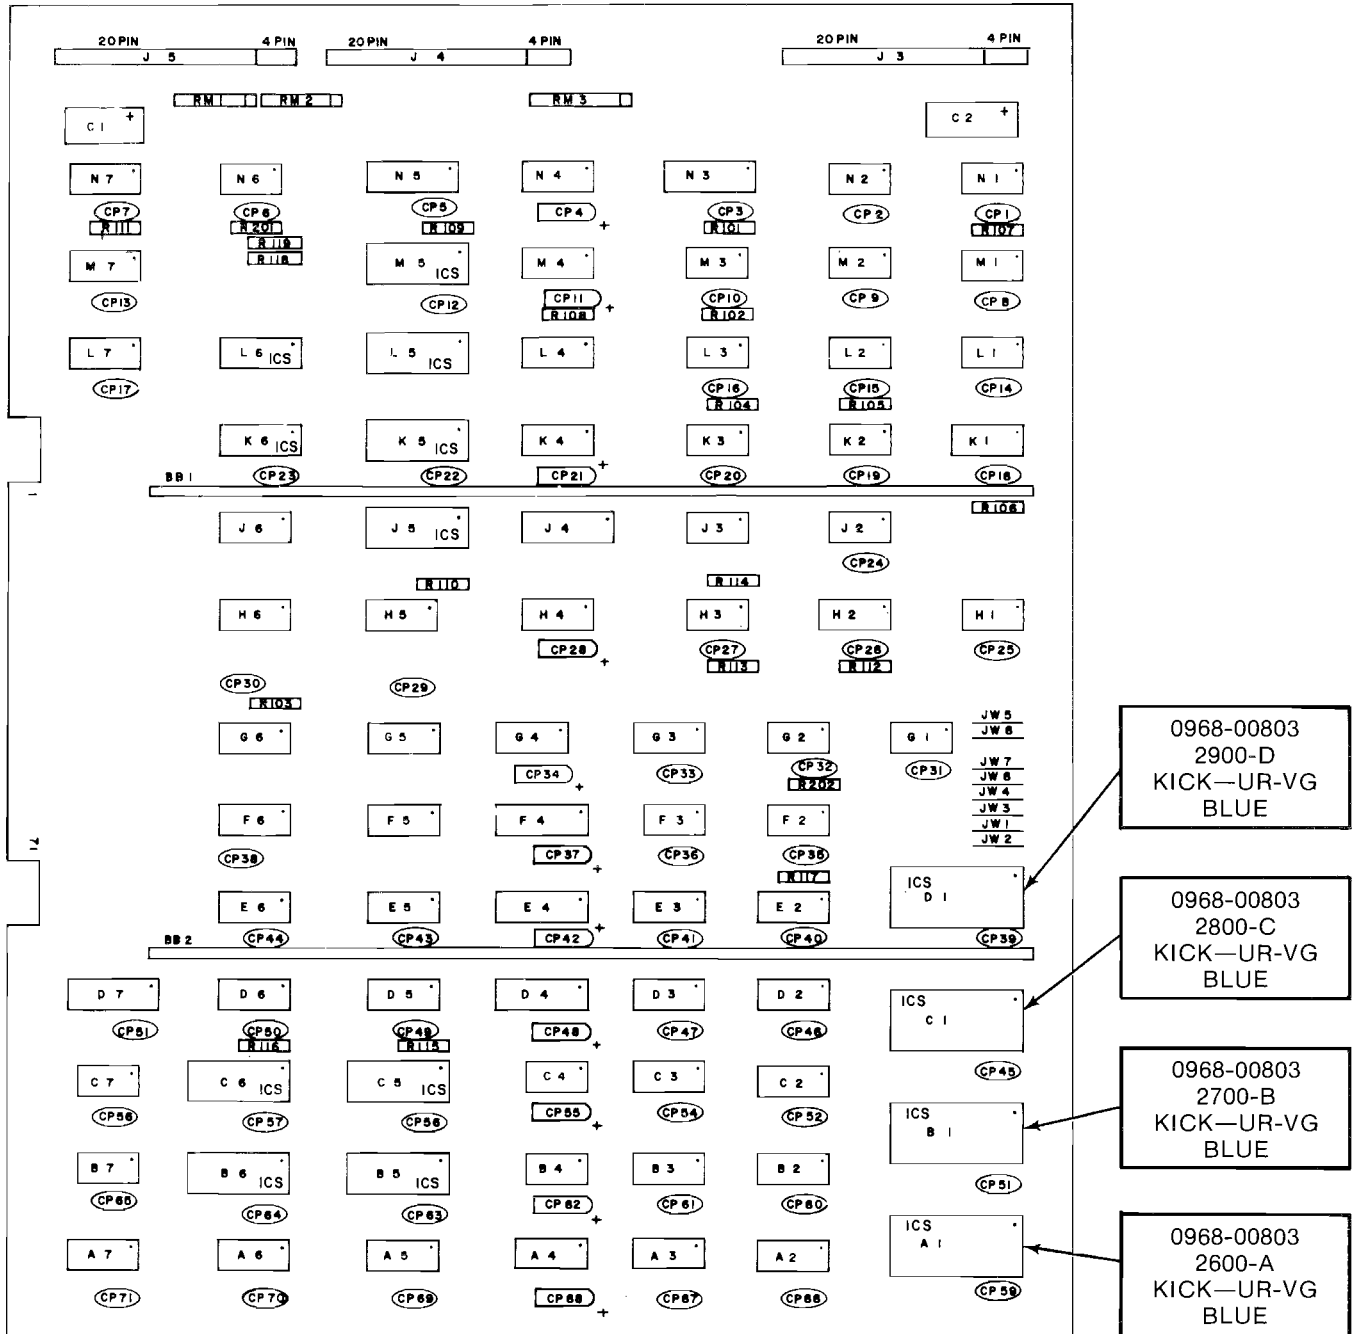 20 PIN 4 PIN 20 PIN 4 PIN 20 PIN 4 PIN
J 5 J 4 J 3
RM 1 RM 2 RM 3
C 1 + C 2 +
N 7 N 6 N 5 N 4 N 3 N 2 N 1
CP7 CP6 CP5 CP4 + CP3 CP2 CP1
R111 R201 R109 R101 R107
R119
R118
M 7 M 5 ICS M 4 M 3 M 2 M 1
CP13 CP12 CP11 + CP10 CP9 CP8
R108 R102
L 7 L 6 ICS L 5 ICS L 4 L 3 L 2 L 1
CP17 CP16 CP15 CP14
R104 R105
K 6 ICS K 5 ICS K 4 + K 3 K 2 K 1
BB 1 CP23 CP22 CP21 CP20 CP19 CP18
1 R106
J 6 J 5 ICS J 4 J 3 J 2
CP24
R110 R114
H 6 H 5 H 4 H 3 H 2 H 1
CP28 + CP27 CP26 CP25
R113 R112
CP30 CP29
R103
JW 5
G 6 G 5 G 4 G 3 G 2 G 1 JW 8
CP34 + CP33 CP32 CP31 JW 7
R202 JW 6
JW 4
JW 3
F 6 F 5 F 4 F 3 F 2 JW 1
71 JW 2
CP38 CP37 + CP36 CP35
R117
ICS D 1
E 6 E 5 E 4 E 3 E 2
BB 2 CP44 CP43 CP42 + CP41 CP40 CP39
D 7 D 6 D 5 D 4 D 3 D 2 ICS C 1
CP51 CP50 CP49 CP48 + CP47 CP46
R116 R115
C 7 C 6 ICS C 5 ICS C 4 C 3 C 2 CP45
CP58 CP57 CP56 CP55 + CP54 CP52
ICS B 1
B 7 B 6 ICS B 5 ICS B 4 B 3 B 2 CP51
CP65 CP64 CP63 CP62 + CP61 CP60
ICS A 1
A 7 A 6 A 5 A 4 A 3 A 2
CP71 CP70 CP69 CP68 + CP67 CP66 CP59
0968-00803
2900-D
KICK—UR-VG
BLUE
0968-00803
2800-C
KICK—UR-VG
BLUE
0968-00803
2700-B
KICK—UR-VG
BLUE
0968-00803
2600-A
KICK—UR-VG
BLUE